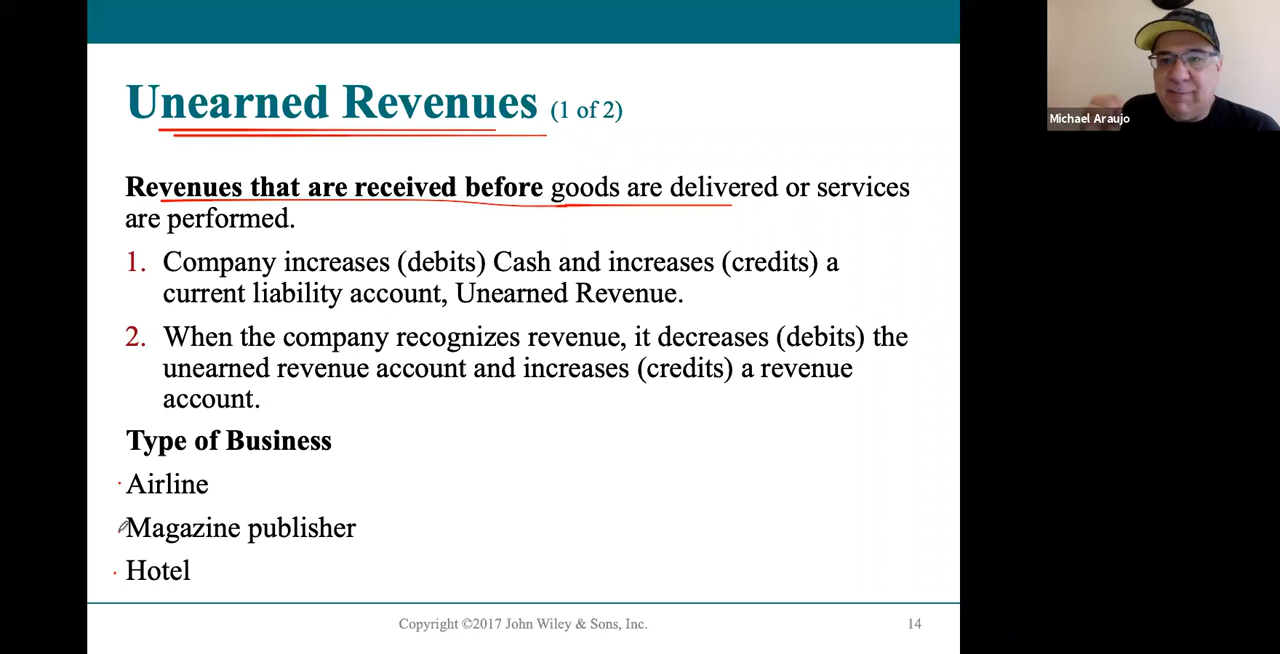 Unearned Revenues (1 of 2)
Michael Araujo
Revenues that are received before goods are delivered or services
are performed.
1. Company increases (debits) Cash and increases (credits) a
current liability account, Unearned Revenue.
2. When the company recognizes revenue, it decreases (debits) the
unearned revenue account and increases (credits) a revenue
account.
Type of Business
Airline
Magazine publisher
Hotel
Copyright ©2017 John Wiley & Sons, Inc.
14